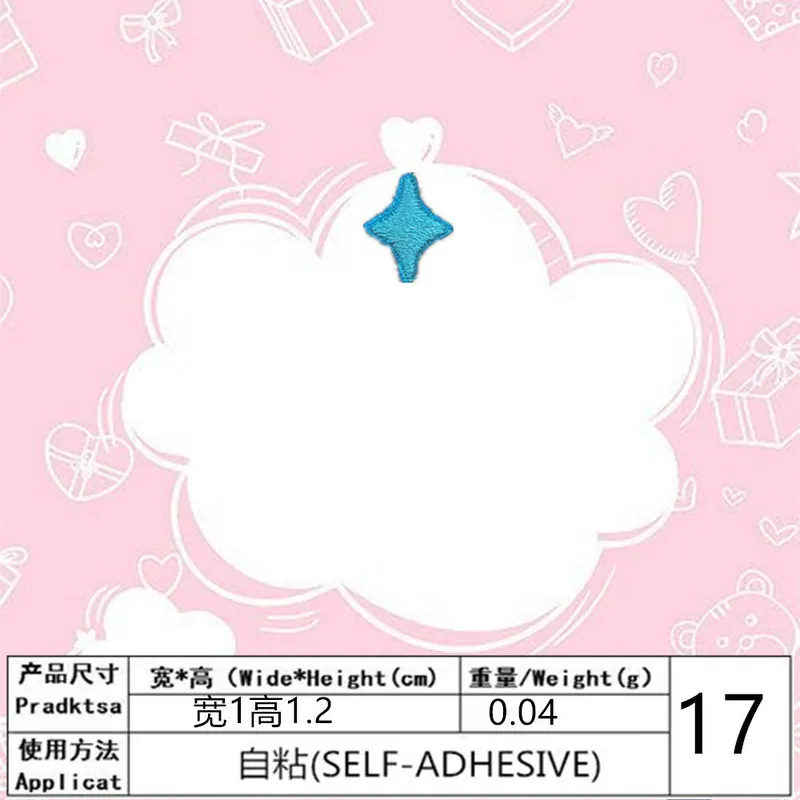 产品尺寸 宽*高 (Wide*Height(cm) 重量/Weight(g) 17
Pradktsa 宽1高1.2 0.04
使用方法 自粘(SELF-ADHESIVE)
Applicat